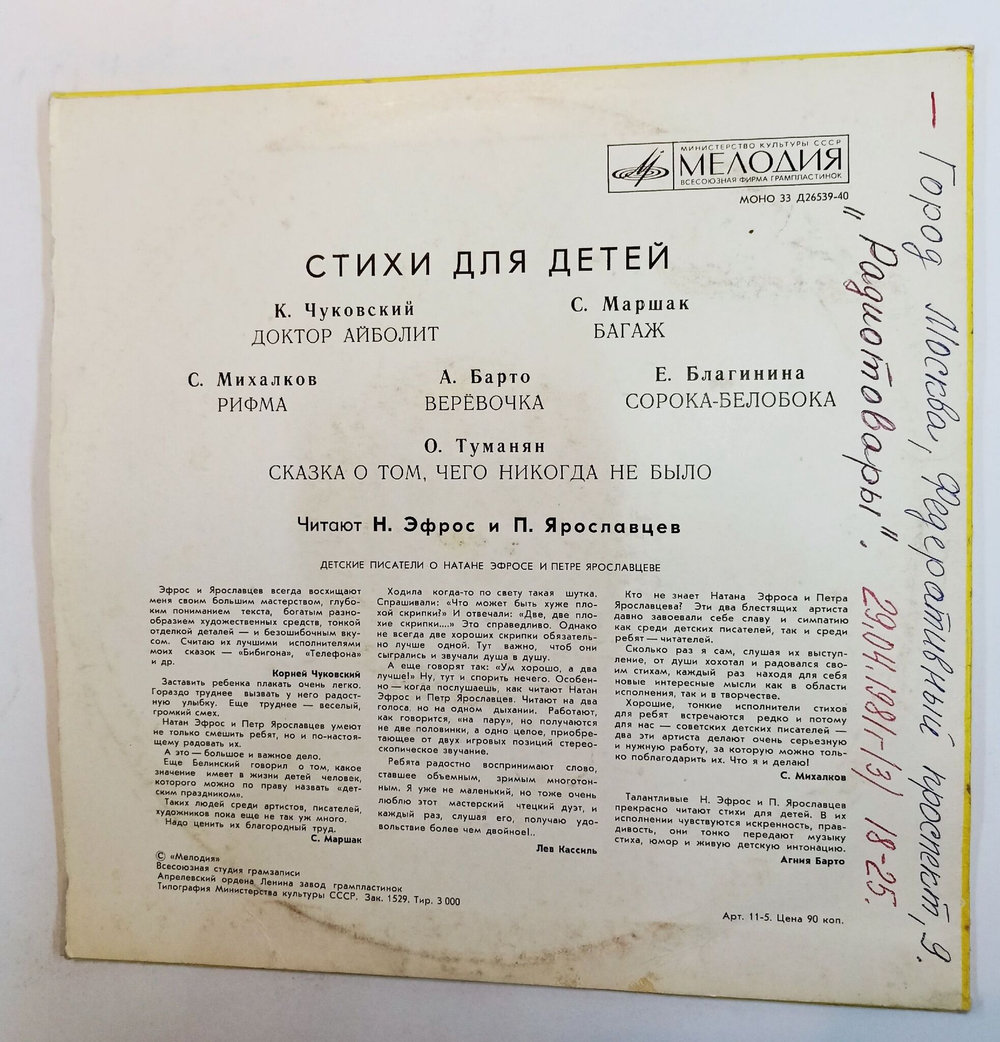 МИНИСТЕРСТВО КУЛЬТУРЫ СССР
МЕЛОДИЯ
ВСЕСОЮЗНАЯ ФИРМА ГРАМПЛАСТИНОК
МОНО 33 Д26539-40
СТИХИ ДЛЯ ДЕТЕЙ
К. Чуковский
ДОКТОР АЙБОЛИТ
С. Маршак
БАГАЖ
С. Михалков
РИФМА
А. Барто
ВЕРЁВОЧКА
Е. Благинина
СОРОКА-БЕЛОБОКА
О. Туманян
СКАЗКА О ТОМ, ЧЕГО НИКОГДА НЕ БЫЛО
Читают Н. Эфрос и П. Ярославцев
ДЕТСКИЕ ПИСАТЕЛИ О НАТАНЕ ЭФРОСЕ И ПЕТРЕ ЯРОСЛАВЦЕВЕ
Эфрос и Ярославцев всегда восхищают
меня своим большим мастерством, глубо-
ким пониманием текста, богатым разно-
образием художественных средств, тонкой
отделкой деталей — и безошибочным вку-
сом. Считаю их лучшими исполнителями
моих сказок — «Бибигона», «Телефона»
и др.
Корней Чуковский
Заставить ребенка плакать очень легко.
Гораздо труднее вызвать у него радост-
ную улыбку. Еще труднее — веселый,
громкий смех.
Натан Эфрос и Петр Ярославцев умеют
не только смешить ребят, но и по-настоя-
щему радовать их.
А это — большое и важное дело.
Еще Белинский говорил о том, какое
значение имеет в жизни детей человек,
которого можно по праву назвать «дет-
ским праздником».
Таких людей среди артистов, писателей,
художников пока еще не так уж много.
Надо ценить их благородный труд.
С. Маршак
Ходила когда-то по свету такая шутка.
Спрашивали: «Что может быть хуже пло-
хой скрипки?» И отвечали: «Две, две пло-
хие скрипки....» Это справедливо. Однако
не всегда две хороших скрипки обязатель-
но лучше одной. Тут важно, чтоб они
сыгрались и звучали душа в душу.
А еще говорят так: «Ум хорошо, а два
лучше!» Ну, тут и спорить нечего. Особен-
но — когда послушаешь, как читают Натан
Эфрос и Петр Ярославцев. Читают на два
голоса, но на одном дыхании. Работают,
как говорится, «на пару», но получаются
не две половинки, а одно целое, приобре-
тающее от двух игровых позиций стерео-
скопическое звучание.
Ребята радостно воспринимают слово,
ставшее объемным, зримым многотон-
ным. Я уже не маленький, но тоже очень
люблю этот мастерский чтецкий дуэт, и
каждый раз, слушая его, получаю удо-
вольствие более чем двойное!..
Лев Кассиль
Кто не знает Натана Эфроса и Петра
Ярославцева? Эти два блестящих артиста
давно завоевали себе славу и симпатию
как среди детских писателей, так и среди
ребят — читателей.
Сколько раз я сам, слушая их выступ-
ление, от души хохотал и радовался сво-
им стихам, каждый раз находя для себя
новые интересные мысли как в области
исполнения, так и в творчестве.
Хорошие, тонкие исполнители стихов
для ребят встречаются редко и потому
для нас — советских детских писателей —
два эти артиста делают очень серьезную
и нужную работу, за которую можно толь-
ко поблагодарить их. Что я и делаю!
С. Михалков
Талантливые Н. Эфрос и П. Ярославцев
прекрасно читают стихи для детей. В их
исполнении чувствуются искренность, прав-
дивость, они тонко передают музыку
стиха, юмор и живую детскую интонацию.
Агния Барто
© «Мелодия»
Всесоюзная студия грамзаписи
Апрелевский ордена Ленина завод грампластинок
Типография Министерства культуры СССР. Зак. 1529. Тир. 3 000
Арт. 11-5. Цена 90 коп.
— Город Москва, Федеративный проспект, 9.
"Радиотовары". 29.04.1981г-(3) 18-25.